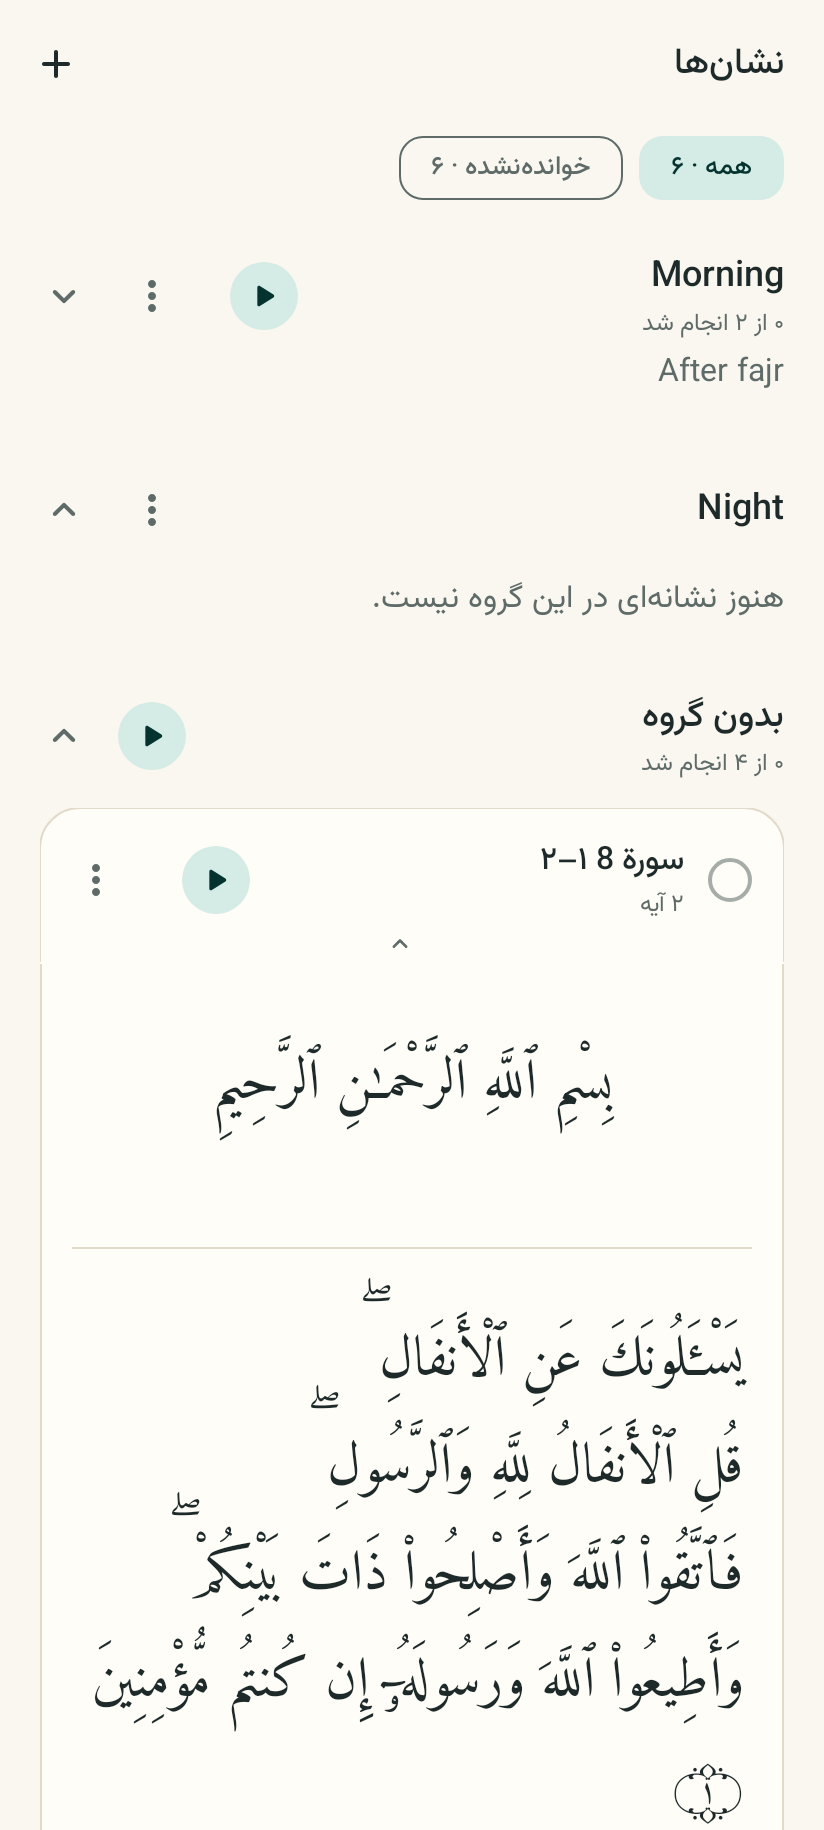 نشان‌ها
همه · ۶
خوانده‌نشده · ۶
Morning
۰ از ۲ انجام شد
After fajr
Night
هنوز نشانه‌ای در این گروه نیست.
بدون گروه
۰ از ۴ انجام شد
سورة 8 ۱–۲
۲ آیه
بِسْمِ ٱللَّهِ ٱلرَّحْمَـٰنِ ٱلرَّحِيمِ
يَسْـَٔلُونَكَ عَنِ ٱلْأَنفَالِ ۖ
قُلِ ٱلْأَنفَالُ لِلَّهِ وَٱلرَّسُولِ ۖ
فَٱتَّقُوا۟ ٱللَّهَ وَأَصْلِحُوا۟ ذَاتَ بَيْنِكُمْ ۖ
وَأَطِيعُوا۟ ٱللَّهَ وَرَسُولَهُۥٓ إِن كُنتُم مُّؤْمِنِينَ
١